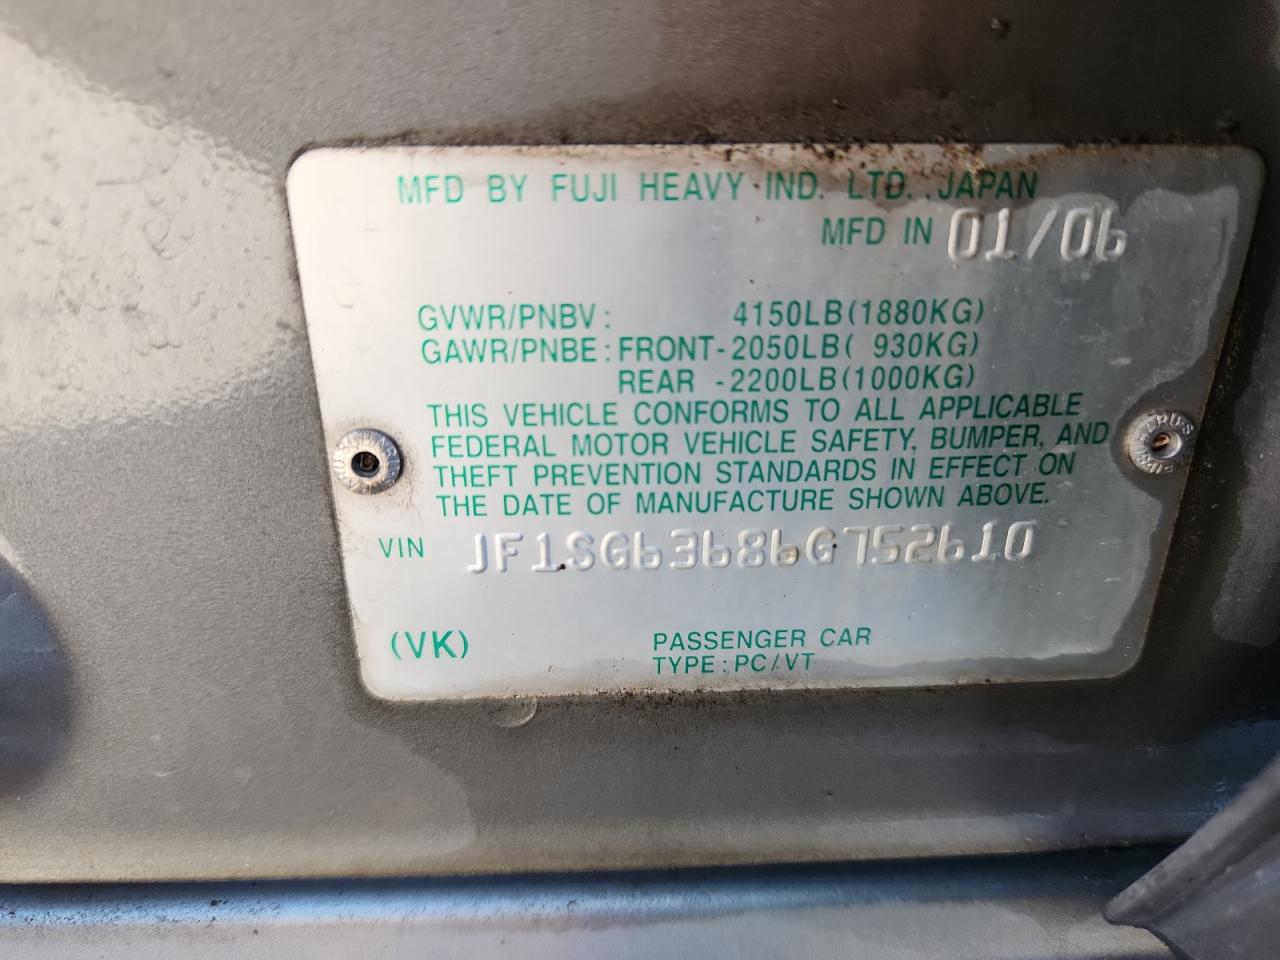 MFD BY FUJI HEAVY IND. LTD. JAPAN
MFD IN 01/06
GVWR/PNBV: 4150LB(1880KG)
GAWR/PNBE: FRONT-2050LB( 930KG)
REAR -2200LB(1000KG)
THIS VEHICLE CONFORMS TO ALL APPLICABLE
FEDERAL MOTOR VEHICLE SAFETY, BUMPER, AND
THEFT PREVENTION STANDARDS IN EFFECT ON
THE DATE OF MANUFACTURE SHOWN ABOVE.
VIN JF1SG63686G752610
(VK)
PASSENGER CAR
TYPE: PC/VT